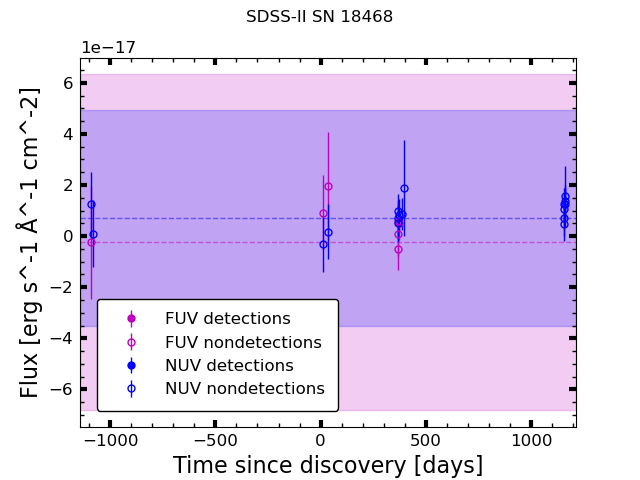 SDSS-II SN 18468
1e−17
6
4
2
0
−2
−4
−6
Flux [erg s^-1 Å^-1 cm^-2]
FUV detections
FUV nondetections
NUV detections
NUV nondetections
−1000
−500
0
500
1000
Time since discovery [days]